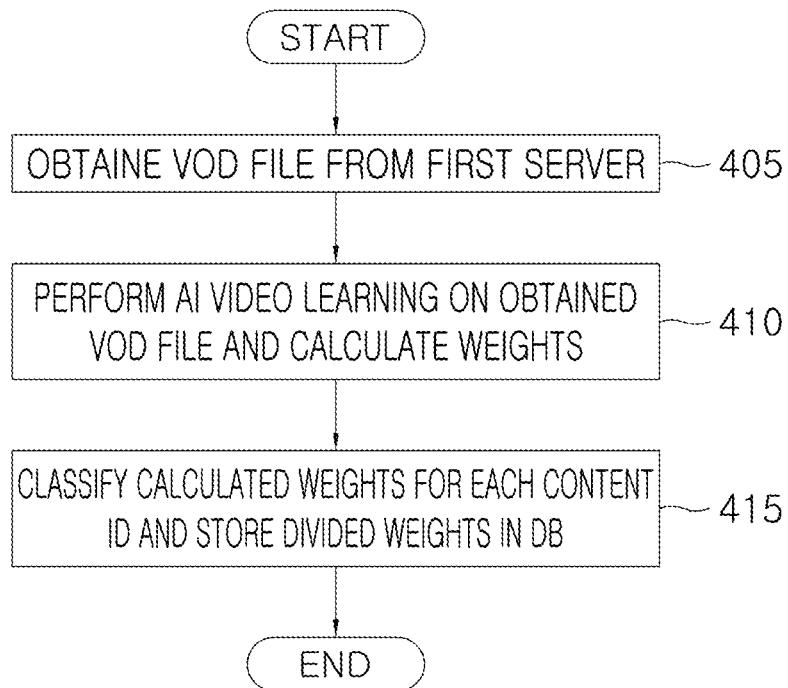 START
OBTAINE VOD FILE FROM FIRST SERVER
405
PERFORM AI VIDEO LEARNING ON OBTAINED
VOD FILE AND CALCULATE WEIGHTS
410
CLASSIFY CALCULATED WEIGHTS FOR EACH CONTENT
ID AND STORE DIVIDED WEIGHTS IN DB
415
END